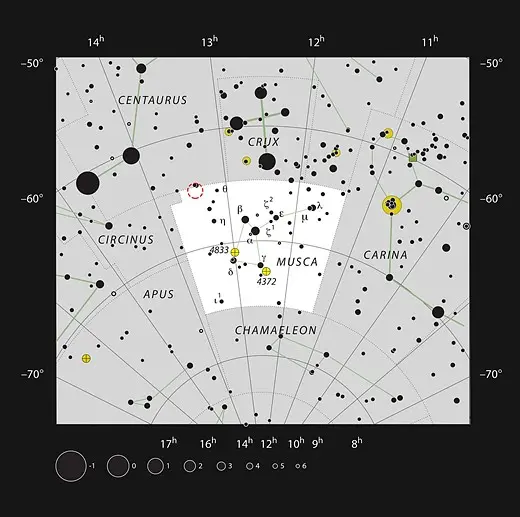 14h 13h 12h 11h
–50° –50°
CENTAURUS
CRUX
–60° –60°
θ
ζ2 λ
β ε
η μ
ζ1
α
CIRCINUS
4833 CARINA
γ MUSCA
δ
4372
APUS
ι1
CHAMAELEON
–70° –70°
17h 16h 14h 12h 10h 9h 8h
-1 0 1 2 3 4 5 6